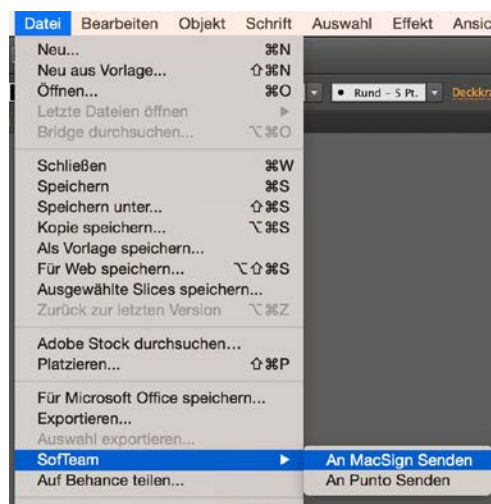 Datei Bearbeiten Objekt Schrift Auswahl Effekt Ansic
Neu... ⌘N
Neu aus Vorlage... ⇧⌘N
Öffnen... ⌘O
Rund - 5 Pt. Deckkra
Letzte Dateien öffnen ▶
Bridge durchsuchen... ⌥⌘O
Schließen ⌘W
Speichern ⌘S
Speichern unter... ⇧⌘S
Kopie speichern... ⌥⌘S
Als Vorlage speichern...
Für Web speichern... ⌥⇧⌘S
Ausgewählte Slices speichern...
Zurück zur letzten Version ⌥⌘Z
Adobe Stock durchsuchen...
Platzieren... ⇧⌘P
Für Microsoft Office speichern...
Exportieren...
Auswahl exportieren...
SofTeam ▶ An MacSign Senden
Auf Behance teilen... An Punto Senden